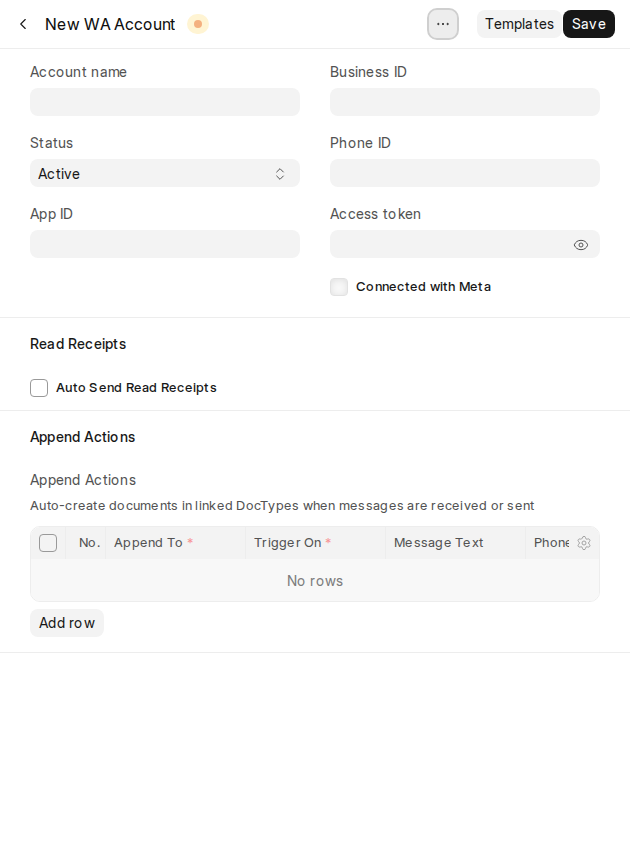 New WA Account
Templates
Save
Account name
Business ID
Status
Phone ID
Active
App ID
Access token
Connected with Meta
Read Receipts
Auto Send Read Receipts
Append Actions
Append Actions
Auto-create documents in linked DocTypes when messages are received or sent
No. Append To * Trigger On * Message Text Phone
No rows
Add row